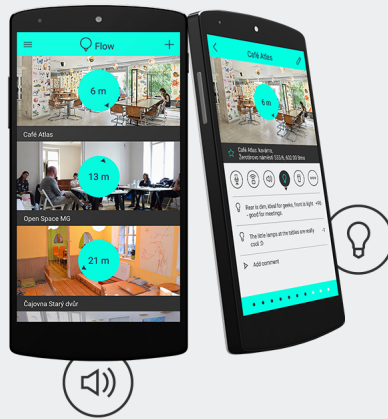 Flow
6 m
Café Atlas
13 m
Open Space MG
21 m
Čajovna Starý dvůr
Café Atlas
6 m
Café Atlas, kavárna,
Žerotínovo náměstí 533/6, 602 00 Brno
Rear is dim, ideal for geeks, front is light
- good for meetings.
The little lamps at the tables are really
cool :D
Add comment